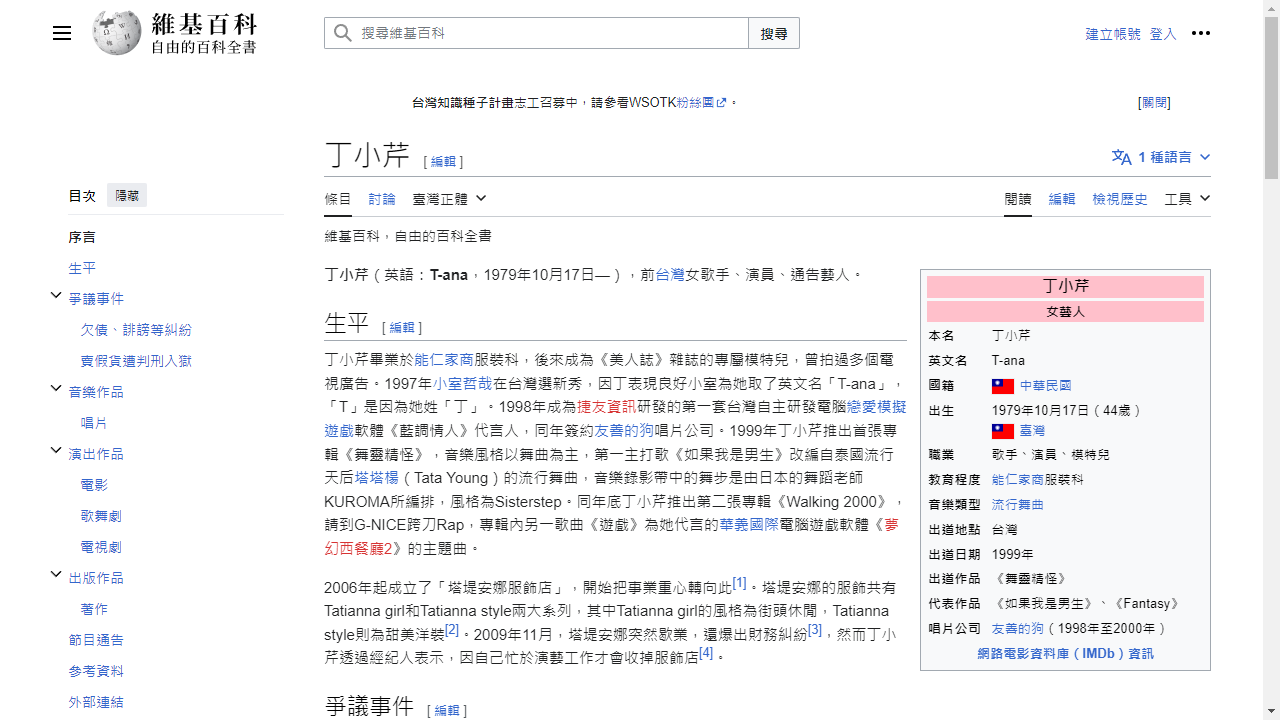 維基百科
自由的百科全書
搜尋維基百科
搜尋
建立帳號 登入
台灣知識種子計畫志工召募中，請參看WSOTK粉絲團。
[關閉]
丁小芹 [編輯]
1 種語言
目次 隱藏
序言
生平
爭議事件
欠債、誹謗等糾紛
賣假貨遭判刑入獄
音樂作品
唱片
演出作品
電影
歌舞劇
電視劇
出版作品
著作
節目通告
參考資料
外部連結
條目 討論 臺灣正體
閱讀 編輯 檢視歷史 工具
維基百科，自由的百科全書
丁小芹（英語：T-ana，1979年10月17日—），前台灣女歌手、演員、通告藝人。
生平 [編輯]
丁小芹畢業於能仁家商服裝科，後來成為《美人誌》雜誌的專屬模特兒，曾拍過多個電
視廣告。1997年小室哲哉在台灣選新秀，因丁表現良好小室為她取了英文名「T-ana」，
「T」是因為她姓「丁」。1998年成為捷友資訊研發的第一套台灣自主研發電腦戀愛模擬
遊戲軟體《藍調情人》代言人，同年簽約友善的狗唱片公司。1999年丁小芹推出首張專
輯《舞靈精怪》，音樂風格以舞曲為主，第一主打歌《如果我是男生》改編自泰國流行
天后塔塔楊（Tata Young）的流行舞曲，音樂錄影帶中的舞步是由日本的舞蹈老師
KUROMA所編排，風格為Sisterstep。同年底丁小芹推出第二張專輯《Walking 2000》，
請到G-NICE跨刀Rap，專輯內另一歌曲《遊戲》為她代言的華義國際電腦遊戲軟體《夢
幻西餐廳2》的主題曲。
2006年起成立了「塔堤安娜服飾店」，開始把事業重心轉向此[1]。塔堤安娜的服飾共有
Tatianna girl和Tatianna style兩大系列，其中Tatianna girl的風格為街頭休閒，Tatianna
style則為甜美洋裝[2]。2009年11月，塔堤安娜突然歇業，還爆出財務糾紛[3]，然而丁小
芹透過經紀人表示，因自己忙於演藝工作才會收掉服飾店[4]。
爭議事件 [編輯]
丁小芹
女藝人
本名 丁小芹
英文名 T-ana
國籍 中華民國
出生 1979年10月17日（44歲）
臺灣
職業 歌手、演員、模特兒
教育程度 能仁家商服裝科
音樂類型 流行舞曲
出道地點 台灣
出道日期 1999年
出道作品 《舞靈精怪》
代表作品 《如果我是男生》、《Fantasy》
唱片公司 友善的狗（1998年至2000年）
網路電影資料庫（IMDb）資訊